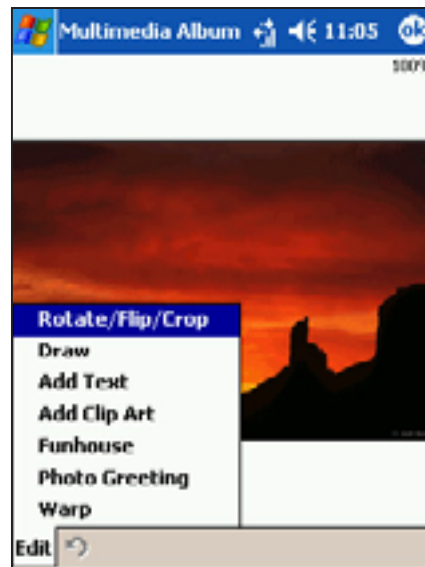 Multimedia Album 11:05 ok
100%
Rotate/Flip/Crop
Draw
Add Text
Add Clip Art
Funhouse
Photo Greeting
Warp
Edit